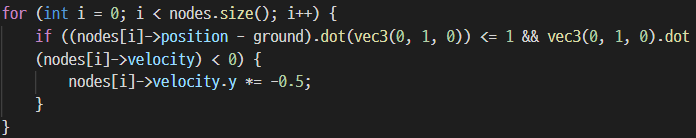 for (int i = 0; i < nodes.size(); i++) {
    if ((nodes[i]->position - ground).dot(vec3(0, 1, 0)) <= 1 && vec3(0, 1, 0).dot
    (nodes[i]->velocity) < 0) {
        nodes[i]->velocity.y *= -0.5;
    }
}